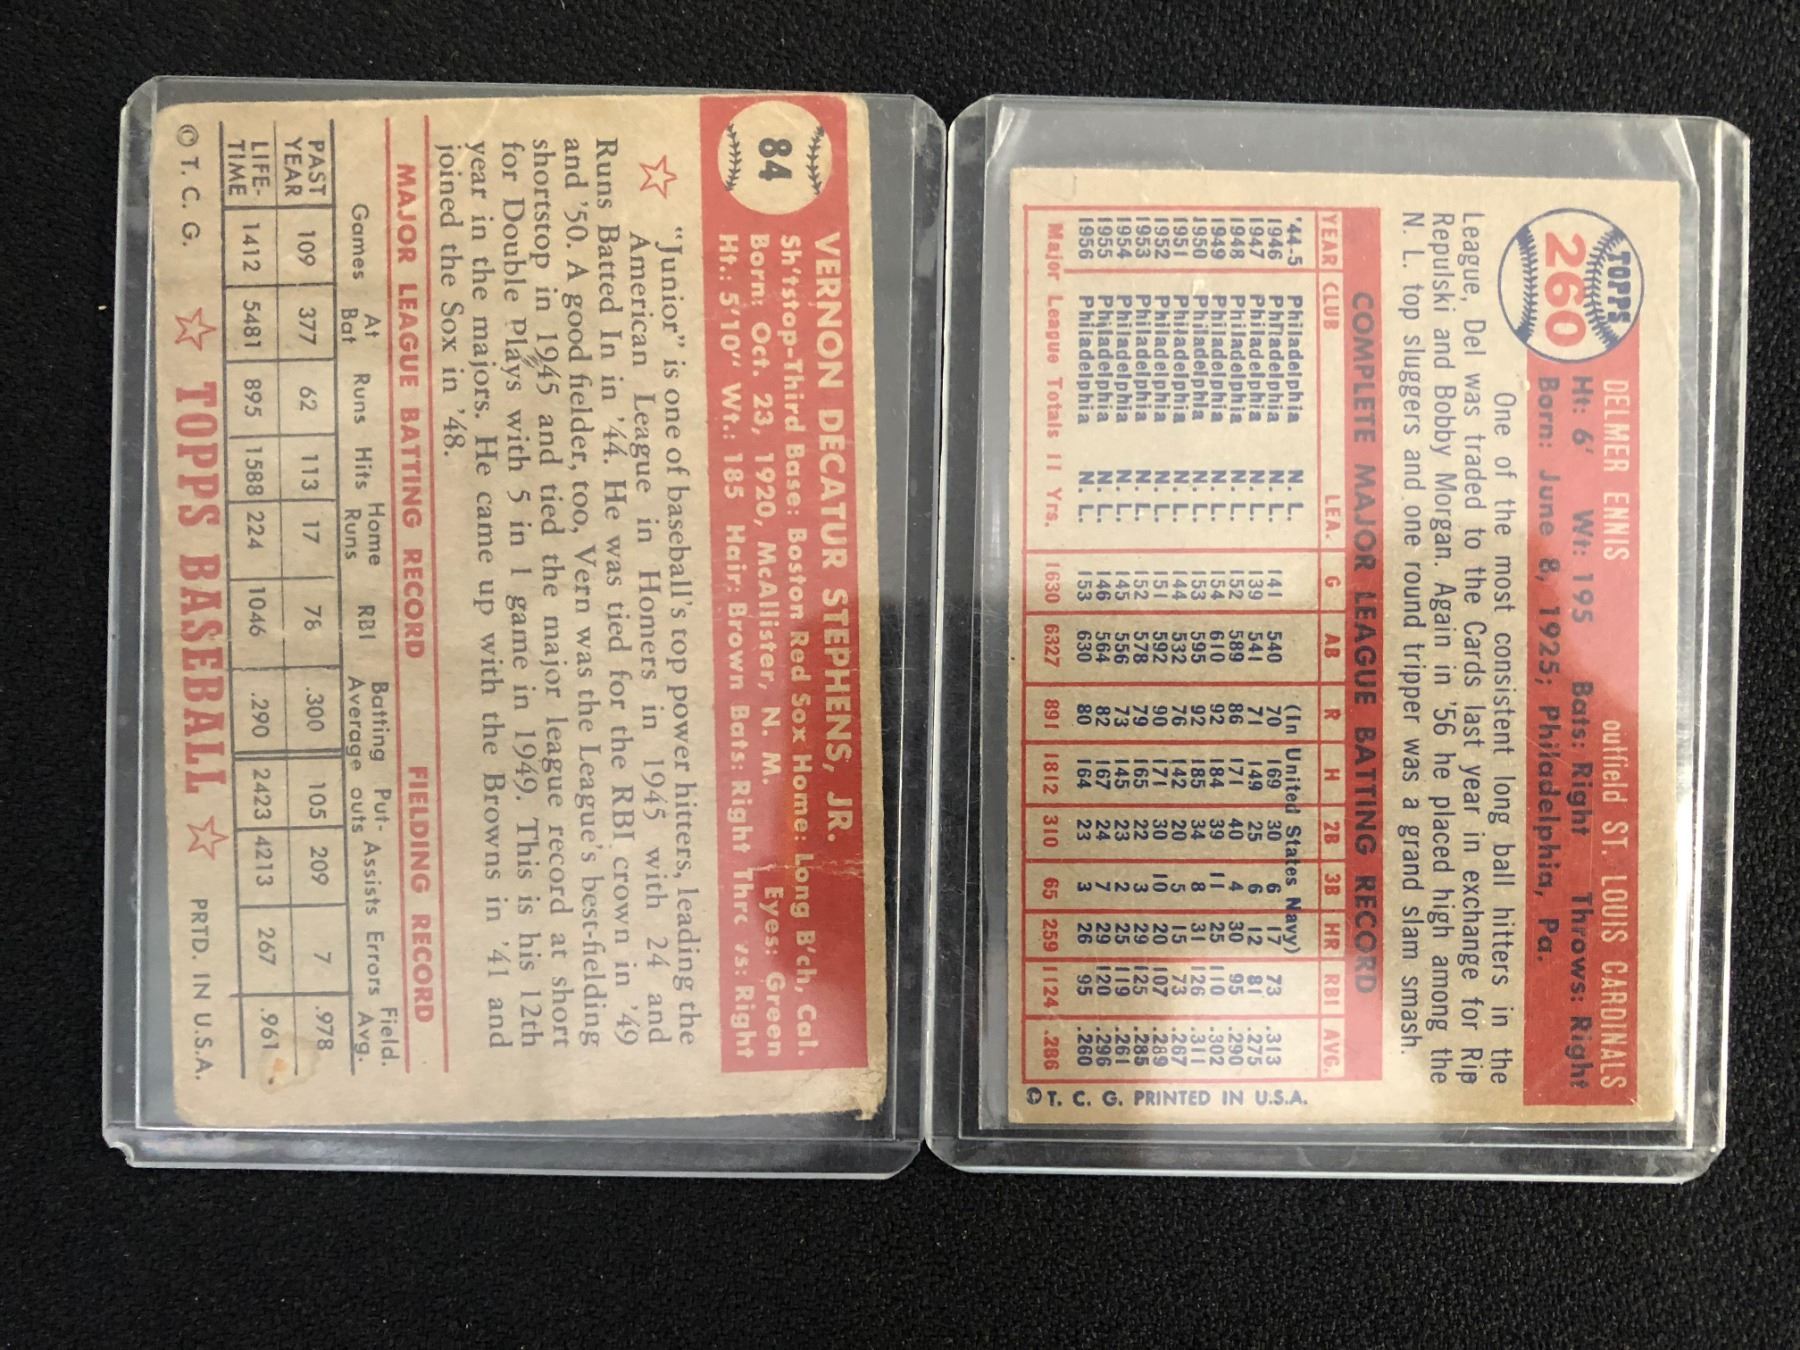 TOPPS
260
DELMER ENNIS outfield ST. LOUIS CARDINALS
Ht: 6' Wt: 195 Bats: Right Throws: Right
Born: June 8, 1925; Philadelphia, Pa.
One of the most consistent long ball hitters in the
League, Del was traded to the Cards last year in exchange for Rip
Repulski and Bobby Morgan. Again in '56 he placed high among the
N. L. top sluggers and one round tripper was a grand slam smash.
COMPLETE MAJOR LEAGUE BATTING RECORD
YEAR CLUB LEA. G AB R H 2B 3B HR RBI AVG.
'44-5 Philadelphia N. L. (In United States Navy)
1946 Philadelphia N. L. 141 540 70 169 30 6 17 73 .313
1947 Philadelphia N. L. 139 541 71 149 25 6 12 81 .275
1948 Philadelphia N. L. 152 589 86 171 40 4 30 95 .290
1949 Philadelphia N. L. 154 610 92 184 39 11 25 110 .302
1950 Philadelphia N. L. 153 595 92 185 34 8 31 126 .311
1951 Philadelphia N. L. 144 532 76 142 20 5 15 73 .267
1952 Philadelphia N. L. 151 592 90 171 30 10 20 107 .289
1953 Philadelphia N. L. 152 578 79 165 22 3 29 125 .285
1954 Philadelphia N. L. 145 556 73 145 23 2 25 119 .261
1955 Philadelphia N. L. 146 564 82 167 24 7 29 120 .296
1956 Philadelphia N. L. 153 630 80 164 23 3 26 95 .260
Major League Totals 11 Yrs. 1630 6327 891 1812 310 65 259 1124 .286
© T. C. G. PRINTED IN U.S.A.
84
VERNON DECATUR STEPHENS, JR.
Sh'tstop-Third Base: Boston Red Sox Home: Long B'ch, Cal.
Born: Oct. 23, 1920, McAllister, N. M. Eyes: Green
Ht.: 5'10" Wt.: 185 Hair: Brown Bats: Right Throws: Right
"Junior" is one of baseball's top power hitters, leading the
American League in Homers in 1945 with 24 and
Runs Batted In in '44. He was tied for the RBI crown in '49
and '50. A good fielder, too, Vern was the League's best-fielding
shortstop in 1945 and tied the major league record at short
for Double Plays with 5 in 1 game in 1949. This is his 12th
year in the majors. He came up with the Browns in '41 and
joined the Sox in '48.
MAJOR LEAGUE BATTING RECORD FIELDING RECORD
Games At Bat Runs Hits Home Runs RBI Batting Average Put-outs Assists Errors Field. Avg.
PAST YEAR 109 377 62 113 17 78 .300 105 209 7 .978
LIFE-TIME 1412 5481 895 1588 224 1046 .290 2423 4213 267 .961
© T. C. G. TOPPS BASEBALL PRTD. IN U.S.A.